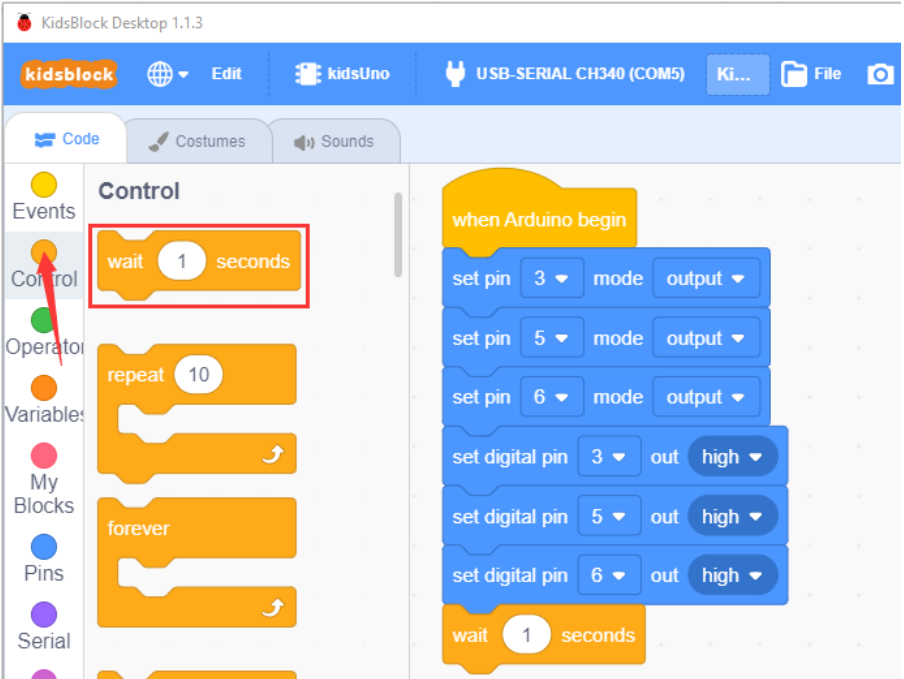 KidsBlock Desktop 1.1.3
kidsblock Edit kidsUno USB-SERIAL CH340 (COM5) Ki... File
Code Costumes Sounds
Events
Control
Operator
Variables
My
Blocks
Pins
Serial
Control
wait 1 seconds
repeat 10
forever
when Arduino begin
set pin 3 mode output
set pin 5 mode output
set pin 6 mode output
set digital pin 3 out high
set digital pin 5 out high
set digital pin 6 out high
wait 1 seconds